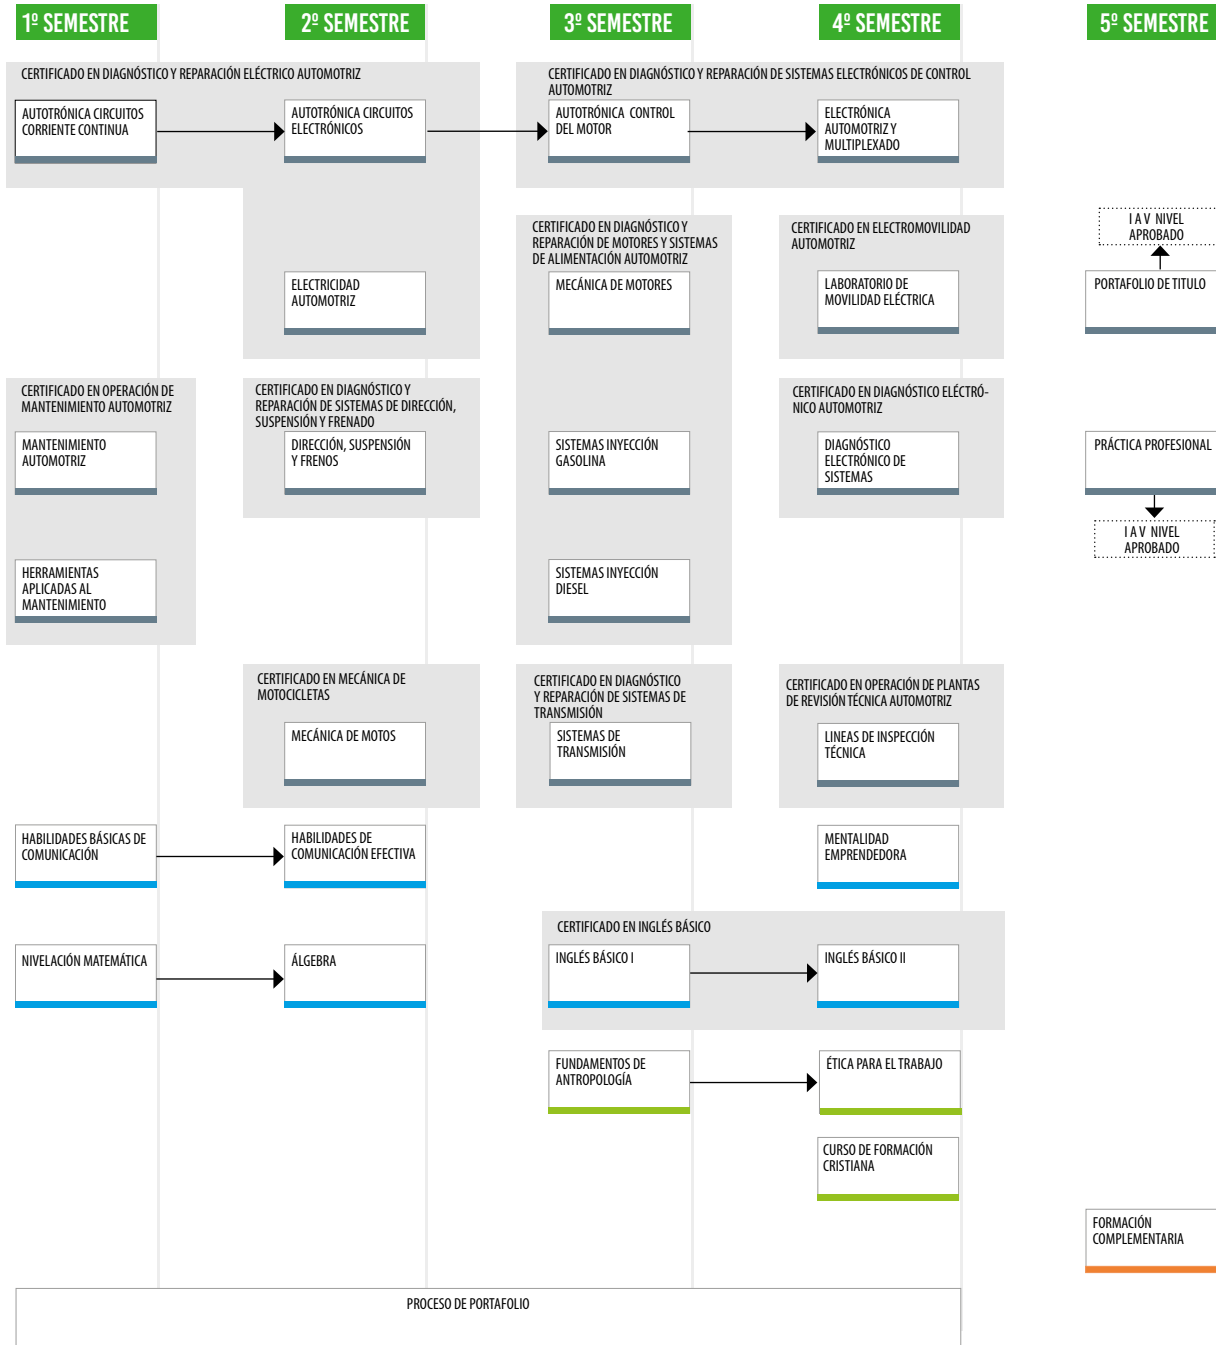 1º SEMESTRE
2º SEMESTRE
3º SEMESTRE
4º SEMESTRE
5º SEMESTRE
CERTIFICADO EN DIAGNÓSTICO Y REPARACIÓN ELÉCTRICO AUTOMOTRIZ
CERTIFICADO EN DIAGNÓSTICO Y REPARACIÓN DE SISTEMAS ELECTRÓNICOS DE CONTROL
AUTOMOTRIZ
AUTOTRÓNICA CIRCUITOS
CORRIENTE CONTINUA
AUTOTRÓNICA CIRCUITOS
ELECTRÓNICOS
AUTOTRÓNICA CONTROL
DEL MOTOR
ELECTRÓNICA
AUTOMOTRIZ Y
MULTIPLEXADO
CERTIFICADO EN DIAGNÓSTICO Y
REPARACIÓN DE MOTORES Y SISTEMAS
DE ALIMENTACIÓN AUTOMOTRIZ
CERTIFICADO EN ELECTROMOVILIDAD
AUTOMOTRIZ
I A V NIVEL
APROBADO
ELECTRICIDAD
AUTOMOTRIZ
MECÁNICA DE MOTORES
LABORATORIO DE
MOVILIDAD ELÉCTRICA
PORTAFOLIO DE TITULO
CERTIFICADO EN OPERACIÓN DE
MANTENIMIENTO AUTOMOTRIZ
CERTIFICADO EN DIAGNÓSTICO Y
REPARACIÓN DE SISTEMAS DE DIRECCIÓN,
SUSPENSIÓN Y FRENADO
CERTIFICADO EN DIAGNÓSTICO ELÉCTRÓ-
NICO AUTOMOTRIZ
MANTENIMIENTO
AUTOMOTRIZ
DIRECCIÓN, SUSPENSIÓN
Y FRENOS
SISTEMAS INYECCIÓN
GASOLINA
DIAGNÓSTICO
ELECTRÓNICO DE
SISTEMAS
PRÁCTICA PROFESIONAL
I A V NIVEL
APROBADO
HERRAMIENTAS
APLICADAS AL
MANTENIMIENTO
SISTEMAS INYECCIÓN
DIESEL
CERTIFICADO EN MECÁNICA DE
MOTOCICLETAS
CERTIFICADO EN DIAGNÓSTICO
Y REPARACIÓN DE SISTEMAS DE
TRANSMISIÓN
CERTIFICADO EN OPERACIÓN DE PLANTAS
DE REVISIÓN TÉCNICA AUTOMOTRIZ
MECÁNICA DE MOTOS
SISTEMAS DE
TRANSMISIÓN
LINEAS DE INSPECCIÓN
TÉCNICA
HABILIDADES BÁSICAS DE
COMUNICACIÓN
HABILIDADES DE
COMUNICACIÓN EFECTIVA
MENTALIDAD
EMPRENDEDORA
CERTIFICADO EN INGLÉS BÁSICO
NIVELACIÓN MATEMÁTICA
ÁLGEBRA
INGLÉS BÁSICO I
INGLÉS BÁSICO II
FUNDAMENTOS DE
ANTROPOLOGÍA
ÉTICA PARA EL TRABAJO
CURSO DE FORMACIÓN
CRISTIANA
FORMACIÓN
COMPLEMENTARIA
PROCESO DE PORTAFOLIO